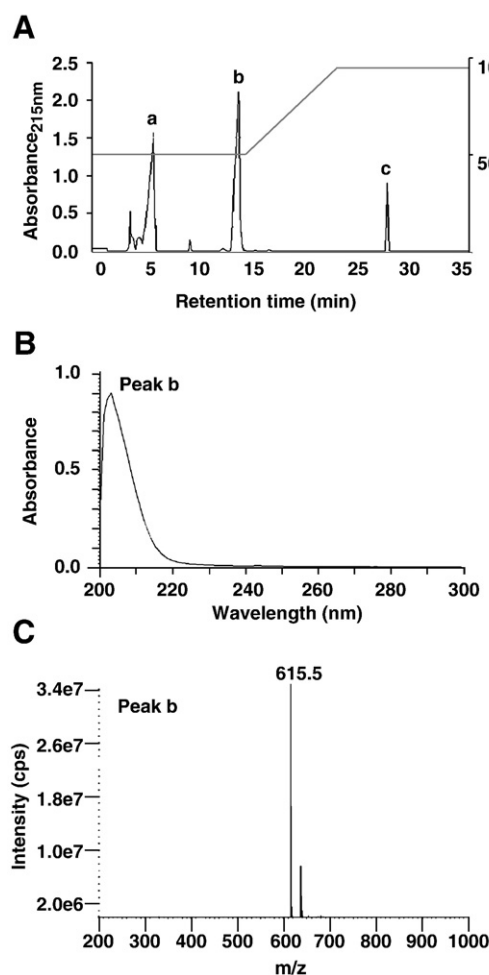 A
2.5
2.0
1.5
1.0
0.5
0.0
Absorbance215nm
a
b
c
50
0 5 10 15 20 25 30 35
Retention time (min)
B
Peak b
1.0
0.5
0.0
Absorbance
200 220 240 260 280 300
Wavelength (nm)
C
615.5
Peak b
3.4e7
2.6e7
1.8e7
1.0e7
2.0e6
Intensity (cps)
200 300 400 500 600 700 800 900 1000
m/z